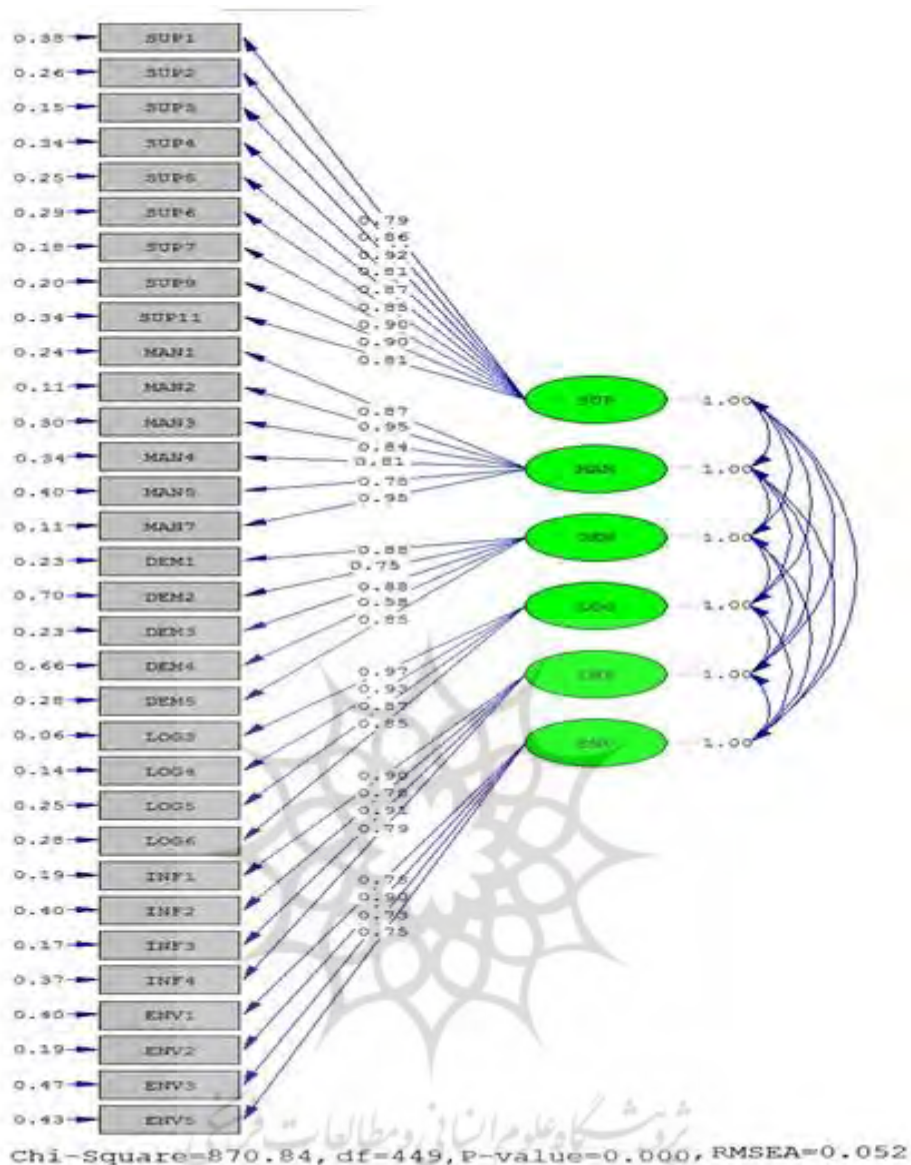 0.38 SUP1
0.26 SUP2
0.15 SUP3
0.34 SUP4
0.25 SUP5
0.29 SUP6
0.18 SUP7
0.20 SUP9
0.34 SUP11
0.24 MAN1
0.11 MAN2
0.30 MAN3
0.34 MAN4
0.40 MAN5
0.11 MAN7
0.23 DEM1
0.70 DEM2
0.23 DEM3
0.66 DEM4
0.28 DEM5
0.06 LOG3
0.14 LOG4
0.25 LOG5
0.28 LOG6
0.19 INF1
0.40 INF2
0.17 INF3
0.37 INF4
0.40 ENV1
0.19 ENV2
0.47 ENV3
0.43 ENV5
0.79
0.86
0.92
0.81
0.87
0.85
0.90
0.90
0.81
0.87
0.95
0.84
0.81
0.95
0.88
0.75
0.88
0.58
0.85
0.97
0.93
0.87
0.85
0.90
0.78
0.91
0.79
0.90
0.73
0.75
SUP 1.00
MAN 1.00
DEM 1.00
LOG 1.00
INF 1.00
ENV 1.00
پژوهشگاه علوم انسانی و مطالعات فرهنگی
Chi-Square=870.84, df=449, P-value=0.000, RMSEA=0.052